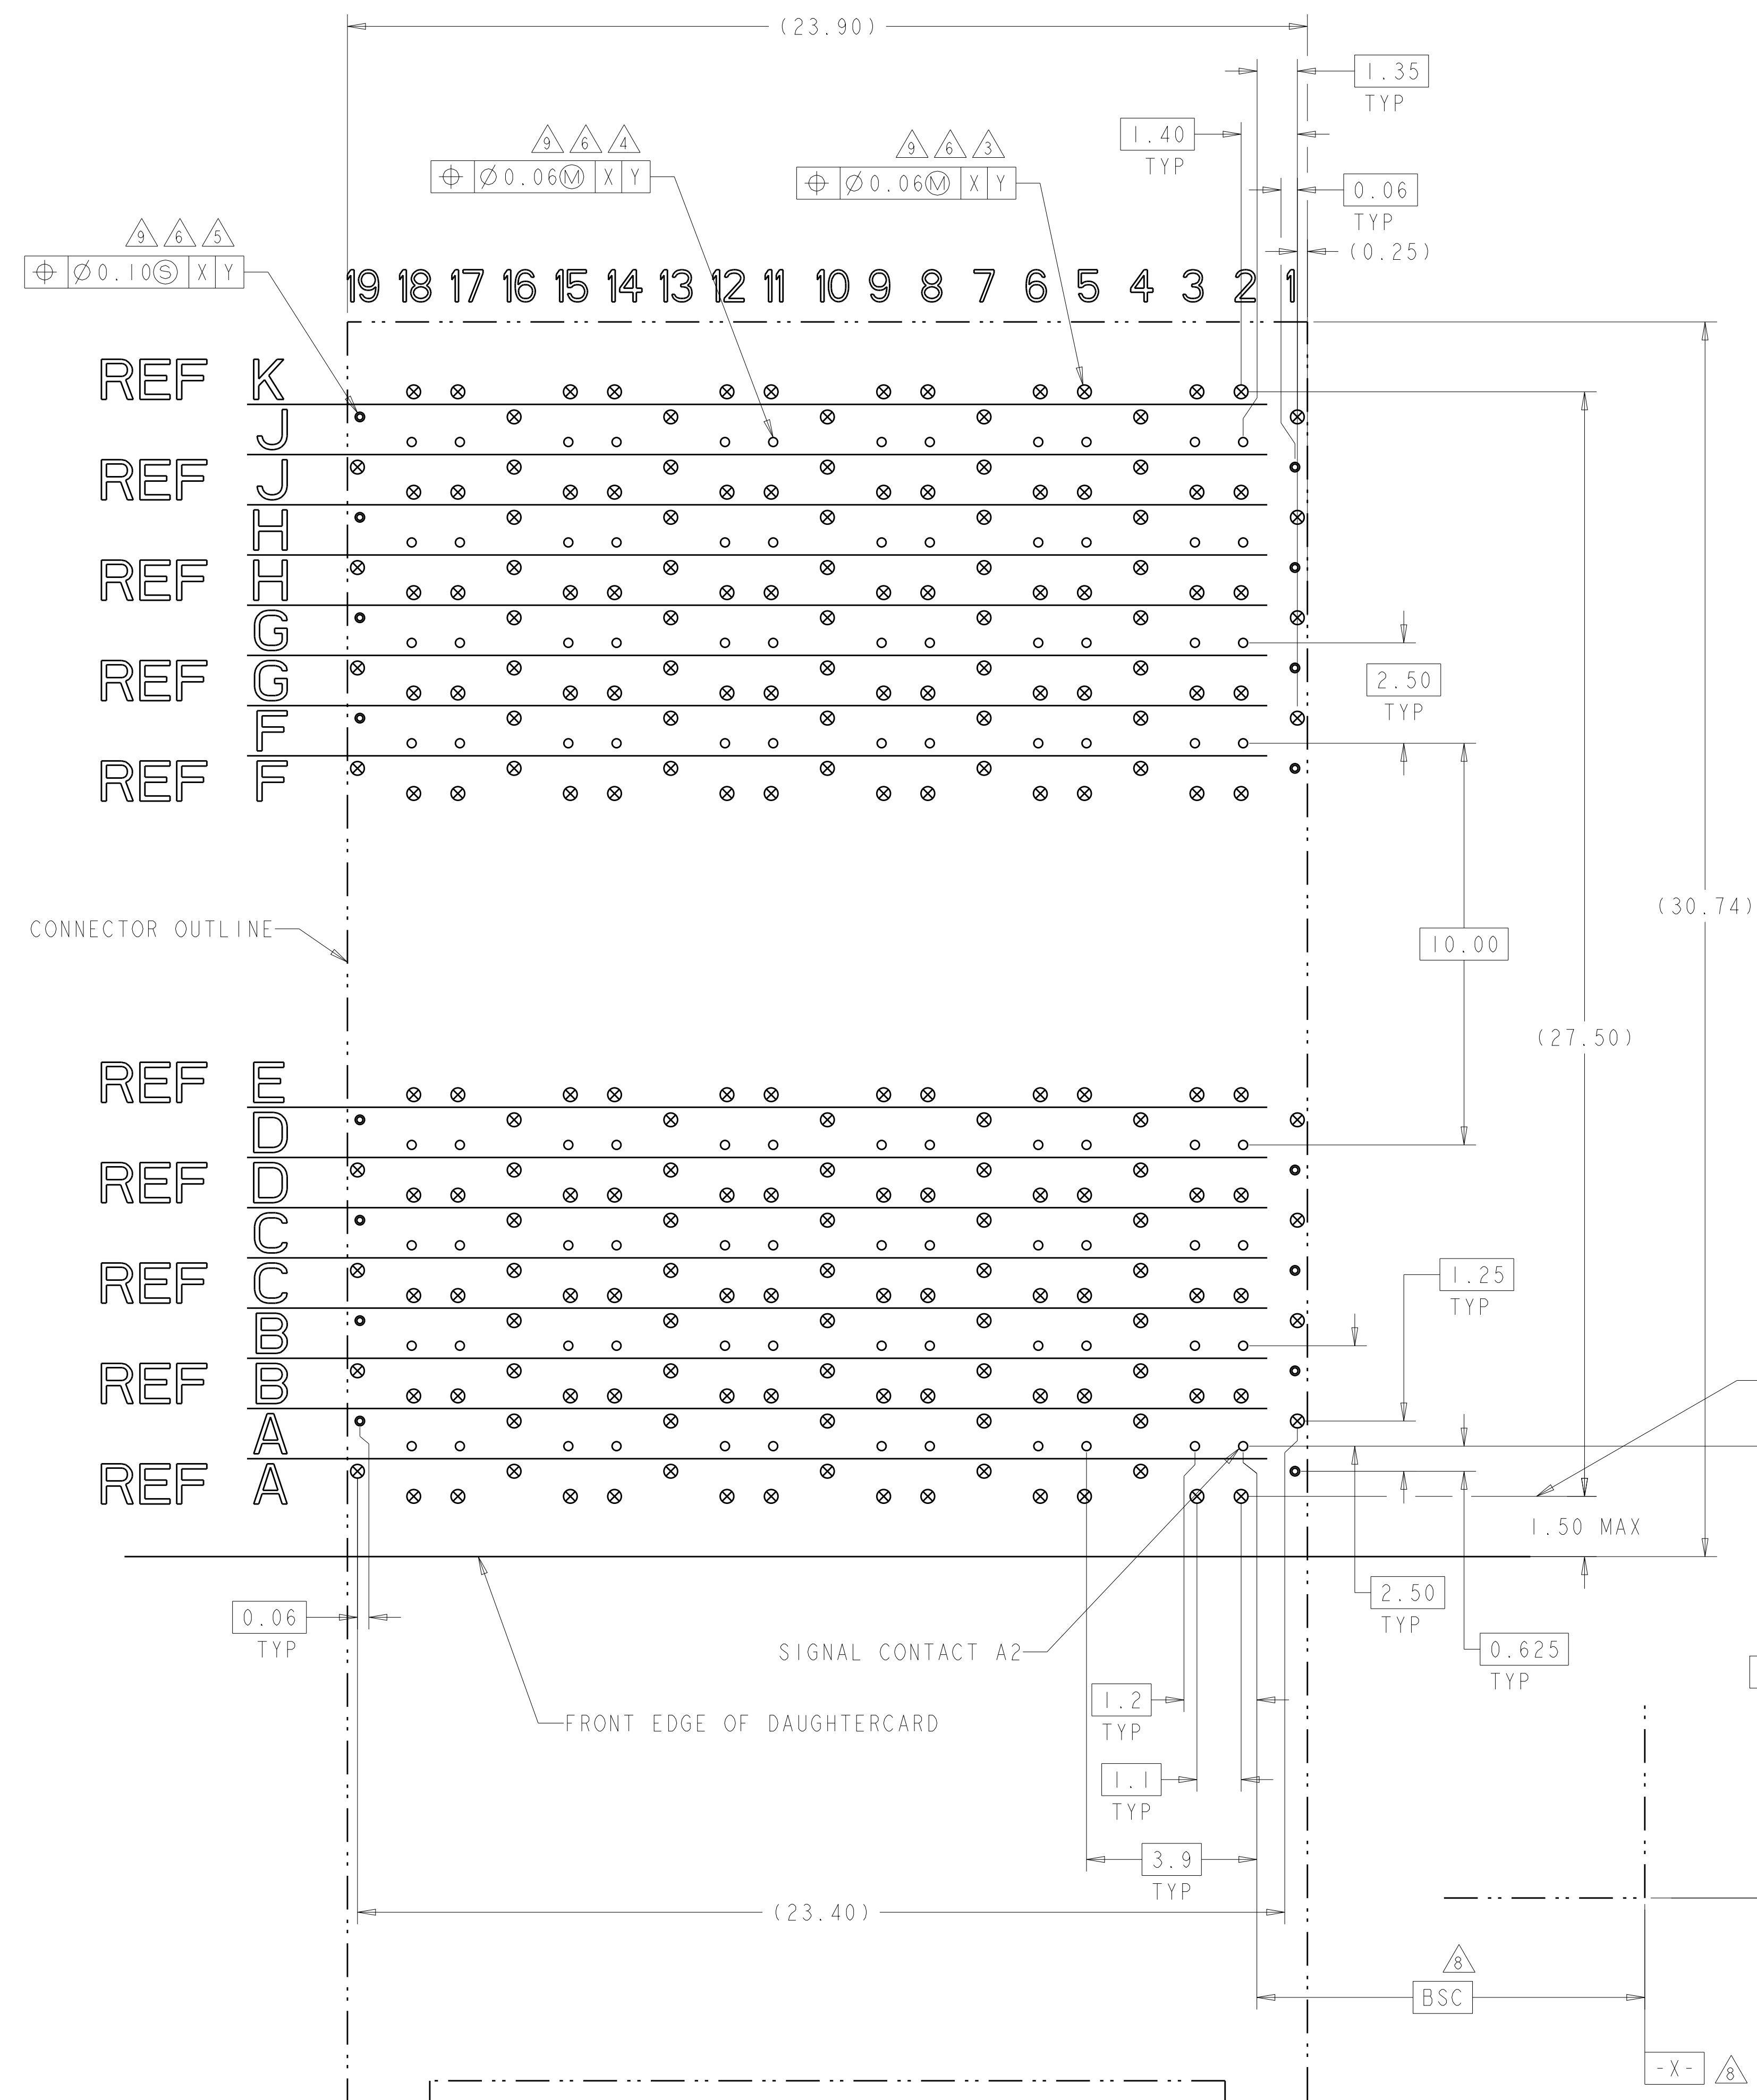 (23.90)
1.35
TYP
1.40
TYP
9 6 4
⌖ Ø0.06Ⓜ X Y
9 6 3
⌖ Ø0.06Ⓜ X Y
0.06
TYP
9 6 5
⌖ Ø0.10Ⓢ X Y
(0.25)
19 18 17 16 15 14 13 12 11 10 9 8 7 6 5 4 3 2 1
REF K
J
REF J
H
REF H
G
REF G
2.50
TYP
F
REF F
(30.74)
CONNECTOR OUTLINE
10.00
(27.50)
REF E
D
REF D
C
REF C
1.25
TYP
B
REF B
A
REF A
1.50 MAX
2.50
TYP
0.06
TYP
SIGNAL CONTACT A2
0.625
TYP
1.2
TYP
FRONT EDGE OF DAUGHTERCARD
1.1
TYP
3.9
TYP
(23.40)
8
BSC
-X- 8